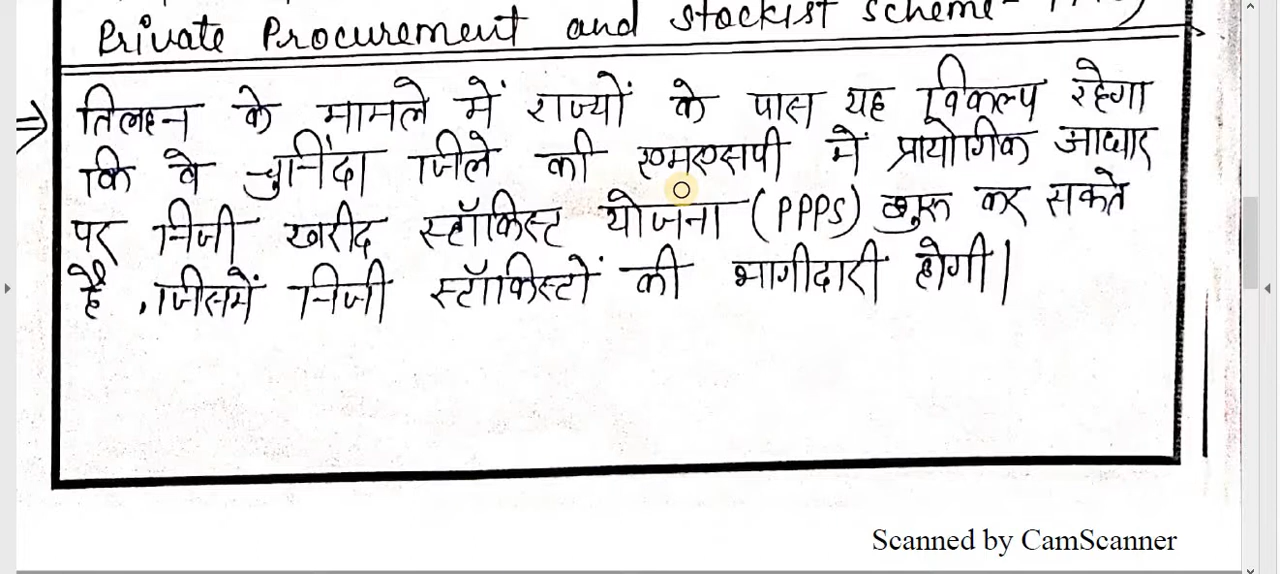 Private Procurement and Stockist Scheme-
तिलहन के मामले में राज्यों के पास यह विकल्प रहेगा
कि वे चुनिंदा जिले की एमएसपी में प्रायोगिक आधार
पर निजी खरीद स्टॉकिस्ट योजना (PPPS) शुरू कर सकते
है, जिसमें निजी स्टॉकिस्टों की भागीदारी होगी।
Scanned by CamScanner